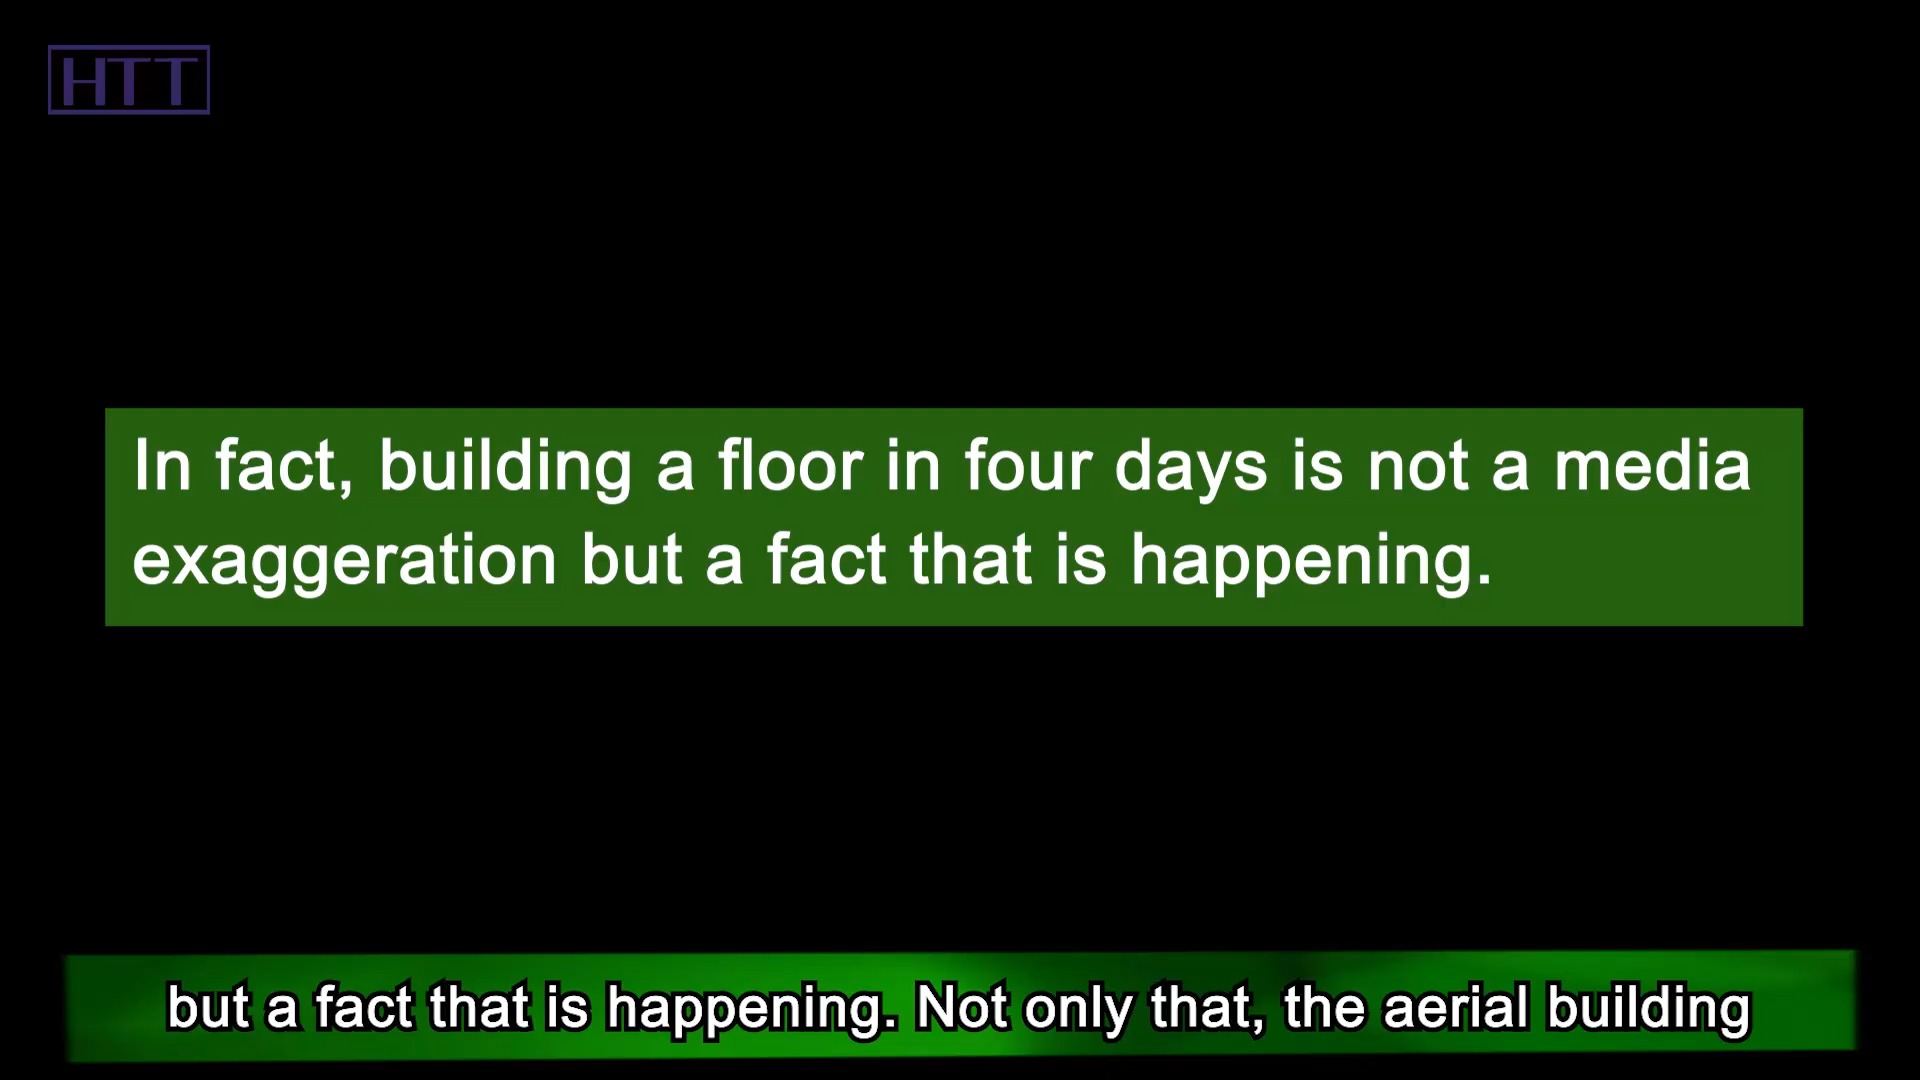 HTT
In fact, building a floor in four days is not a media
exaggeration but a fact that is happening.
but a fact that is happening. Not only that, the aerial building